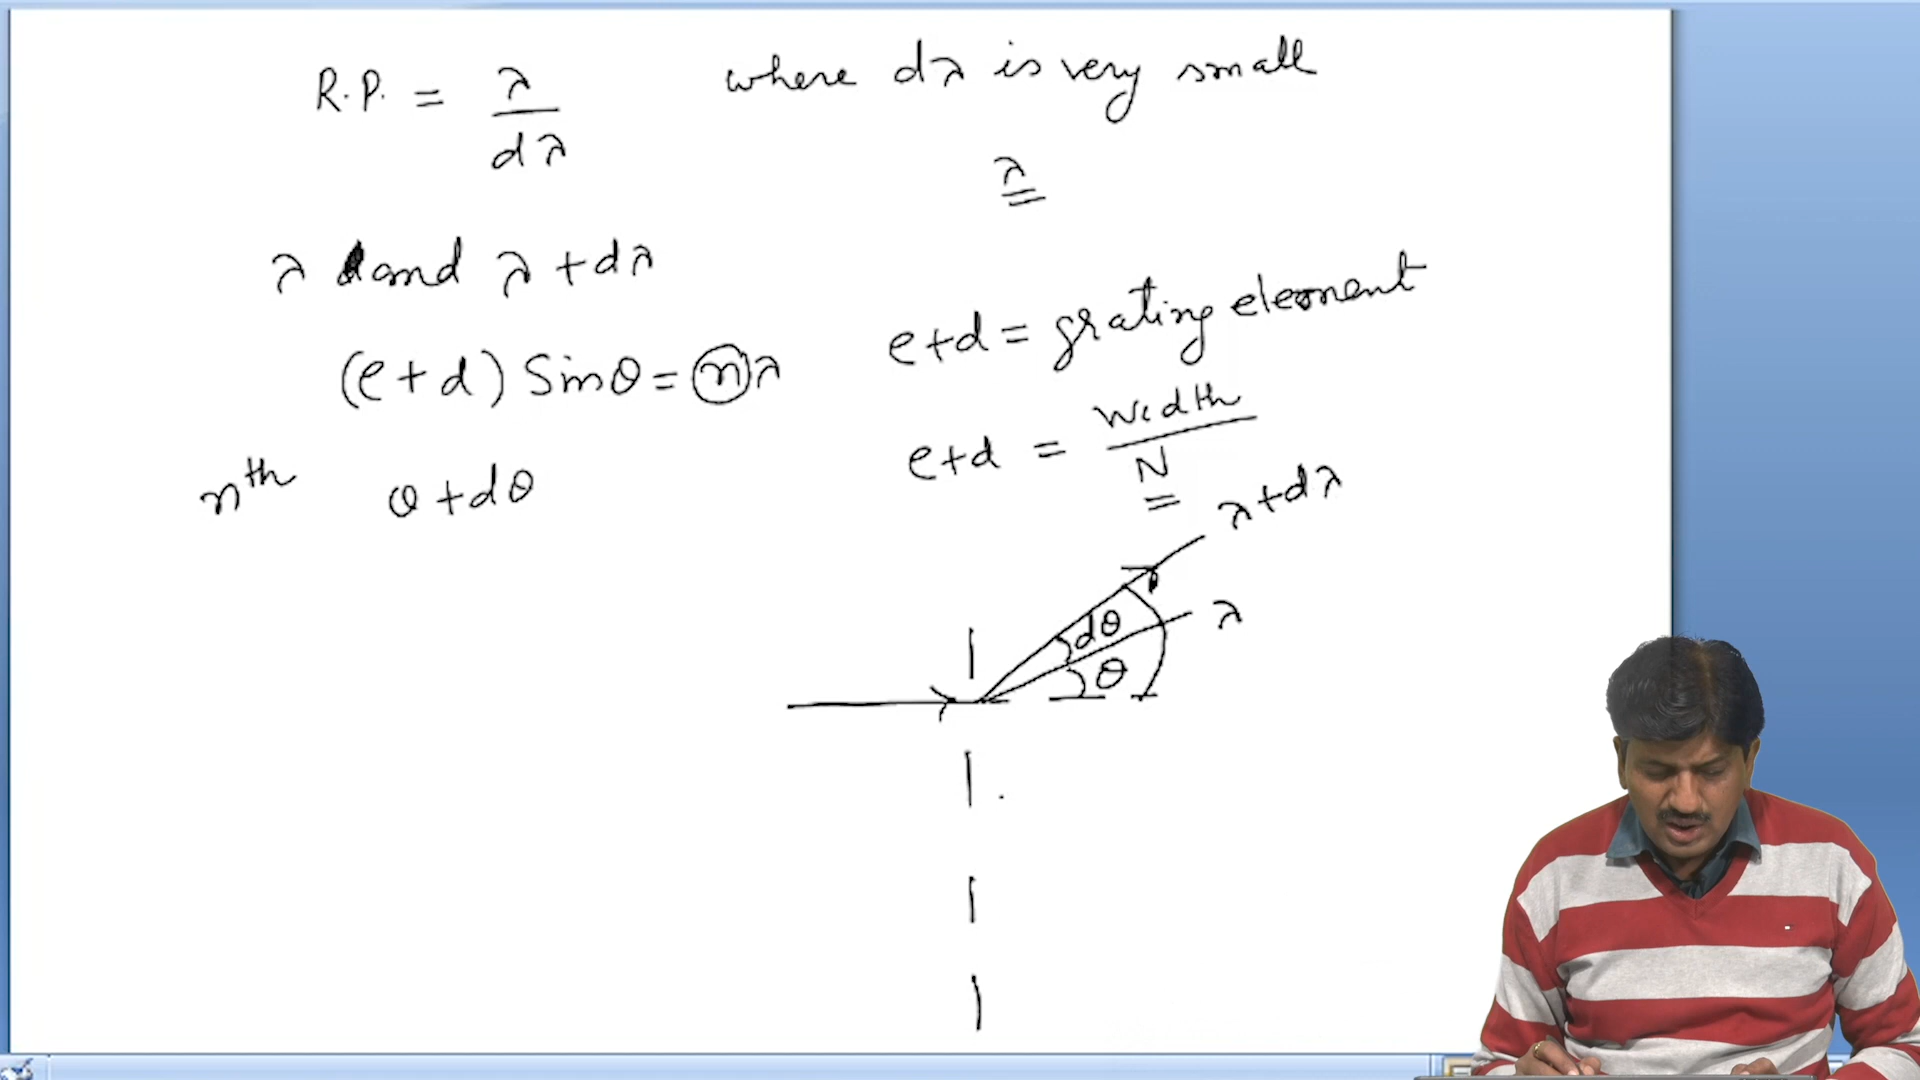 R.P. = λ / dλ where dλ is very small
λ
λ and λ + dλ
e+d = grating element
(e + d) Sinθ = nλ
e+d = Width / N
nth θ + dθ
λ+dλ
dθ
λ
θ